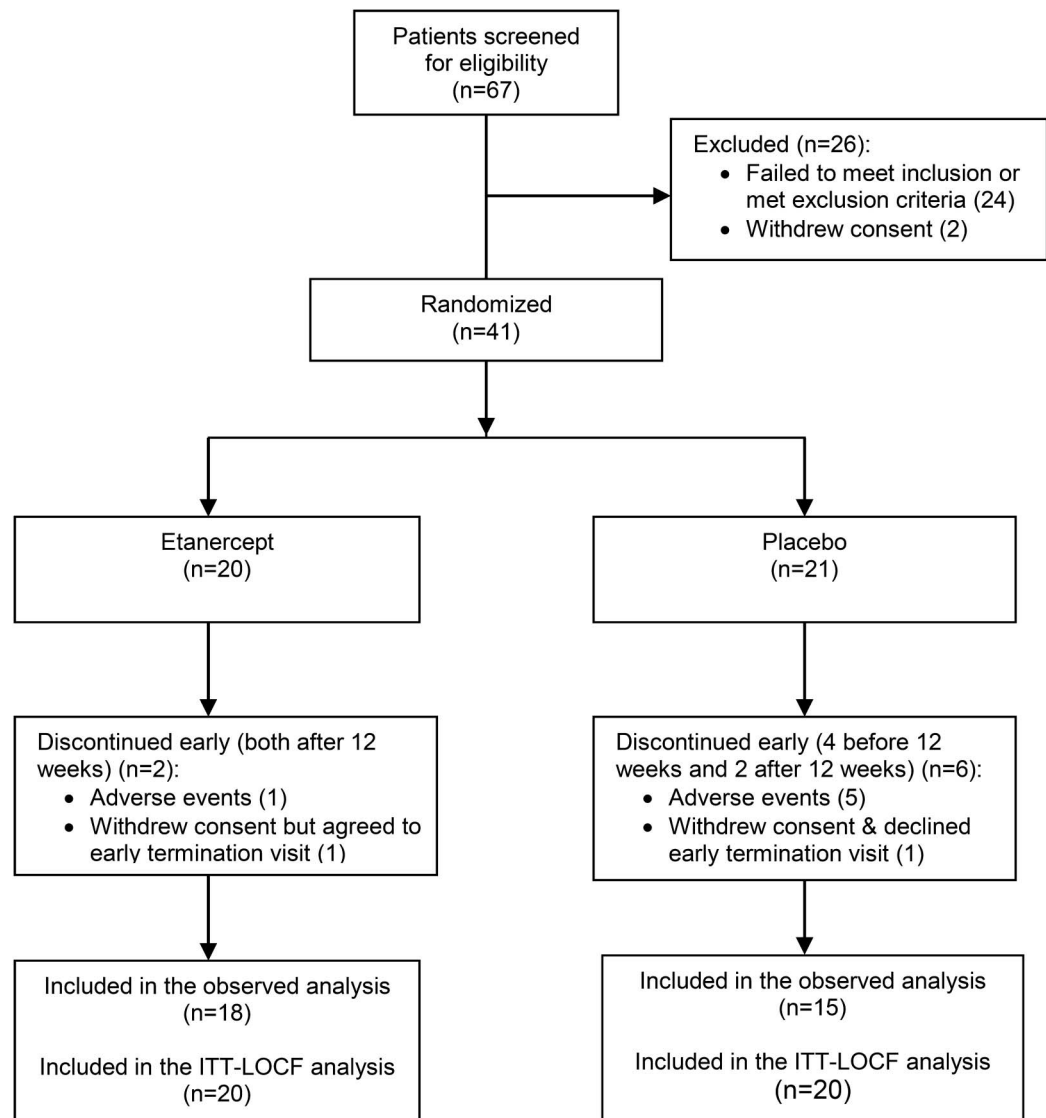 Patients screened
for eligibility
(n=67)
Excluded (n=26):
• Failed to meet inclusion or
met exclusion criteria (24)
• Withdrew consent (2)
Randomized
(n=41)
Etanercept
(n=20)
Placebo
(n=21)
Discontinued early (both after 12
weeks) (n=2):
• Adverse events (1)
• Withdrew consent but agreed to
early termination visit (1)
Discontinued early (4 before 12
weeks and 2 after 12 weeks) (n=6):
• Adverse events (5)
• Withdrew consent & declined
early termination visit (1)
Included in the observed analysis
(n=18)
Included in the ITT-LOCF analysis
(n=20)
Included in the observed analysis
(n=15)
Included in the ITT-LOCF analysis
(n=20)